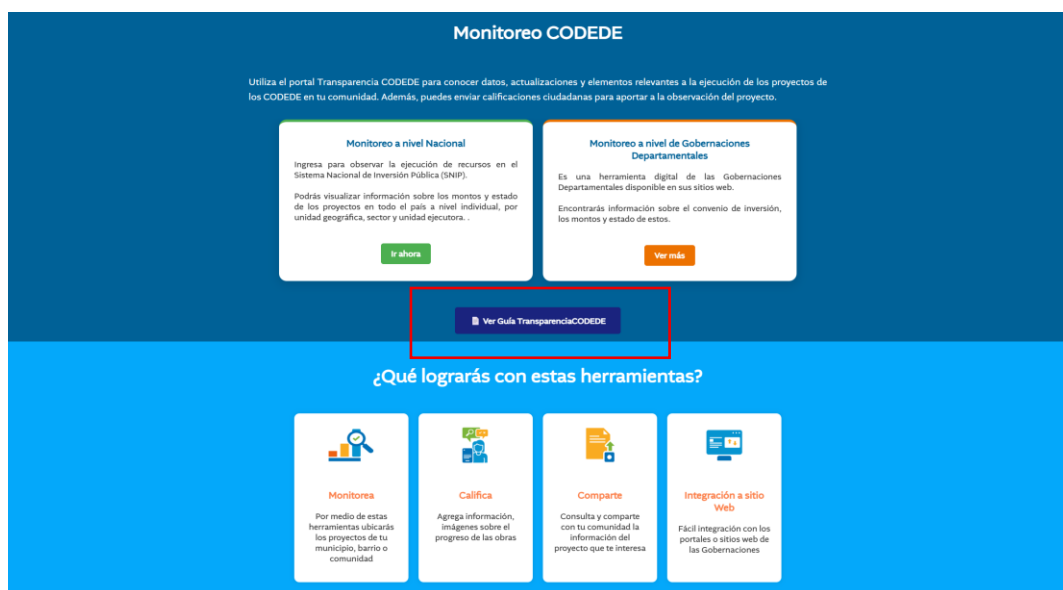 Monitoreo CODEDE
Utiliza el portal Transparencia CODEDE para conocer datos, actualizaciones y elementos relevantes a la ejecución de los proyectos de
los CODEDE en tu comunidad. Además, puedes enviar calificaciones ciudadanas para aportar a la observación del proyecto.
Monitoreo a nivel Nacional
Ingresa para observar la ejecución de recursos en el
Sistema Nacional de Inversión Pública (SNIP).
Podrás visualizar información sobre los montos y estado
de los proyectos en todo el país a nivel individual, por
unidad geográfica, sector y unidad ejecutora. .
Ir ahora
Monitoreo a nivel de Gobernaciones
Departamentales
Es una herramienta digital de las Gobernaciones
Departamentales disponible en sus sitios web.
Encontrarás información sobre el convenio de inversión,
los montos y estado de estos.
Ver más
Ver Guía TransparenciaCODEDE
¿Qué lograrás con estas herramientas?
Monitorea
Por medio de estas
herramientas ubicarás
los proyectos de tu
municipio, barrio o
comunidad
Califica
Agrega información,
imágenes sobre el
progreso de las obras
Comparte
Consulta y comparte
con tu comunidad la
información del
proyecto que te interesa
Integración a sitio
Web
Fácil integración con los
portales o sitios web de
las Gobernaciones